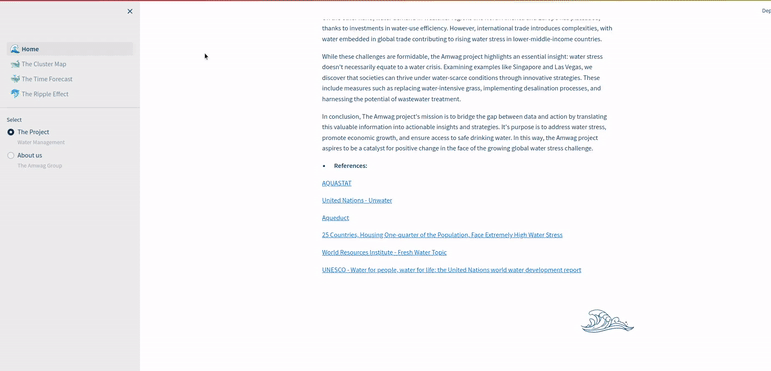 Dep
Home
The Cluster Map
The Time Forecast
The Ripple Effect
Select
The Project
Water Management
About us
The Amwag Group
thanks to investments in water-use efficiency. However, international trade introduces complexities, with
water embedded in global trade contributing to rising water stress in lower-middle-income countries.
While these challenges are formidable, the Amwag project highlights an essential insight: water stress
doesn't necessarily equate to a water crisis. Examining examples like Singapore and Las Vegas, we
discover that societies can thrive under water-scarce conditions through innovative strategies. These
include measures such as replacing water-intensive grass, implementing desalination processes, and
harnessing the potential of wastewater treatment.
In conclusion, The Amwag project's mission is to bridge the gap between data and action by translating
this valuable information into actionable insights and strategies. It's purpose is to address water stress,
promote economic growth, and ensure access to safe drinking water. In this way, the Amwag project
aspires to be a catalyst for positive change in the face of the growing global water stress challenge.
• References:
AQUASTAT
United Nations - Unwater
Aqueduct
25 Countries, Housing One-quarter of the Population, Face Extremely High Water Stress
World Resources Institute - Fresh Water Topic
UNESCO - Water for people, water for life: the United Nations world water development report